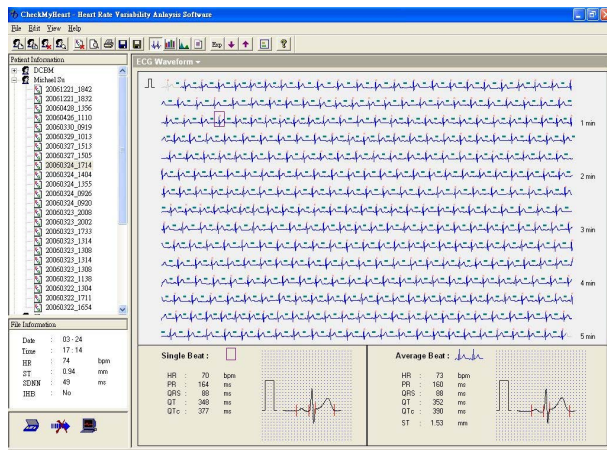 CheckMyHeart - Heart Rate Variability Anlaysis Software
File Edit View Help
Exp
Patient Information
DCBM
Michael Su
20061221_1842
20061221_1832
20060428_1356
20060426_1110
20060330_0919
20060329_1013
20060327_1513
20060327_1505
20060324_1714
20060324_1404
20060324_1355
20060324_0926
20060324_0920
20060323_2008
20060323_2002
20060323_1733
20060323_1314
20060323_1308
20060323_1314
20060323_1308
20060322_1138
20060322_1304
20060322_1711
20060322_1654
File Information
Date : 03 - 24
Time : 17 : 14
HR : 74 bpm
ST : 0.94 mm
SDNN : 49 ms
IHB : No
ECG Waveform
1 min
2 min
3 min
4 min
5 min
Single Beat :
HR : 70 bpm
PR : 164 ms
QRS : 88 ms
QT : 348 ms
QTc : 377 ms
Average Beat :
HR : 73 bpm
PR : 160 ms
QRS : 88 ms
QT : 352 ms
QTc : 390 ms
ST : 1.53 mm